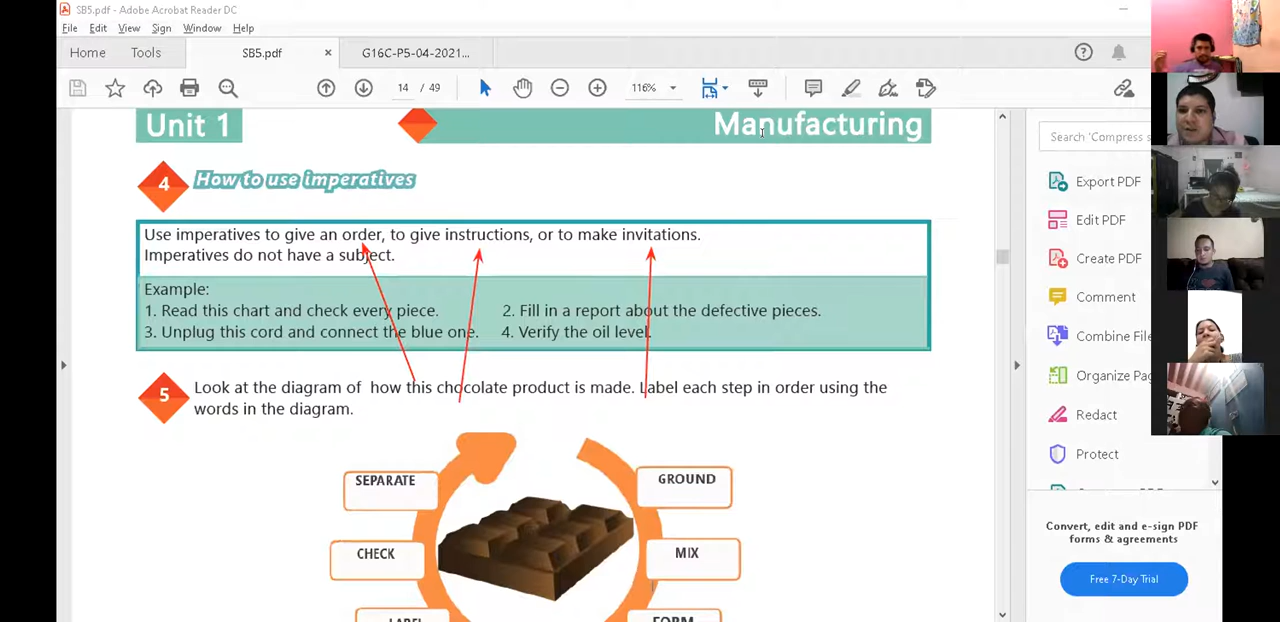 SB5.pdf - Adobe Acrobat Reader DC
File Edit View Sign Window Help
Home Tools SB5.pdf × G16C-P5-04-2021...
14 / 49 116%
Unit 1 Manufacturing
4 How to use imperatives
Use imperatives to give an order, to give instructions, or to make invitations.
Imperatives do not have a subject.
Example:
1. Read this chart and check every piece. 2. Fill in a report about the defective pieces.
3. Unplug this cord and connect the blue one. 4. Verify the oil level.
5 Look at the diagram of how this chocolate product is made. Label each step in order using the
words in the diagram.
SEPARATE GROUND
CHECK MIX
LABEL FORM
Search 'Compress
Export PDF
Edit PDF
Create PDF
Comment
Combine File
Organize Pag
Redact
Protect
Convert, edit and e-sign PDF
forms & agreements
Free 7-Day Trial